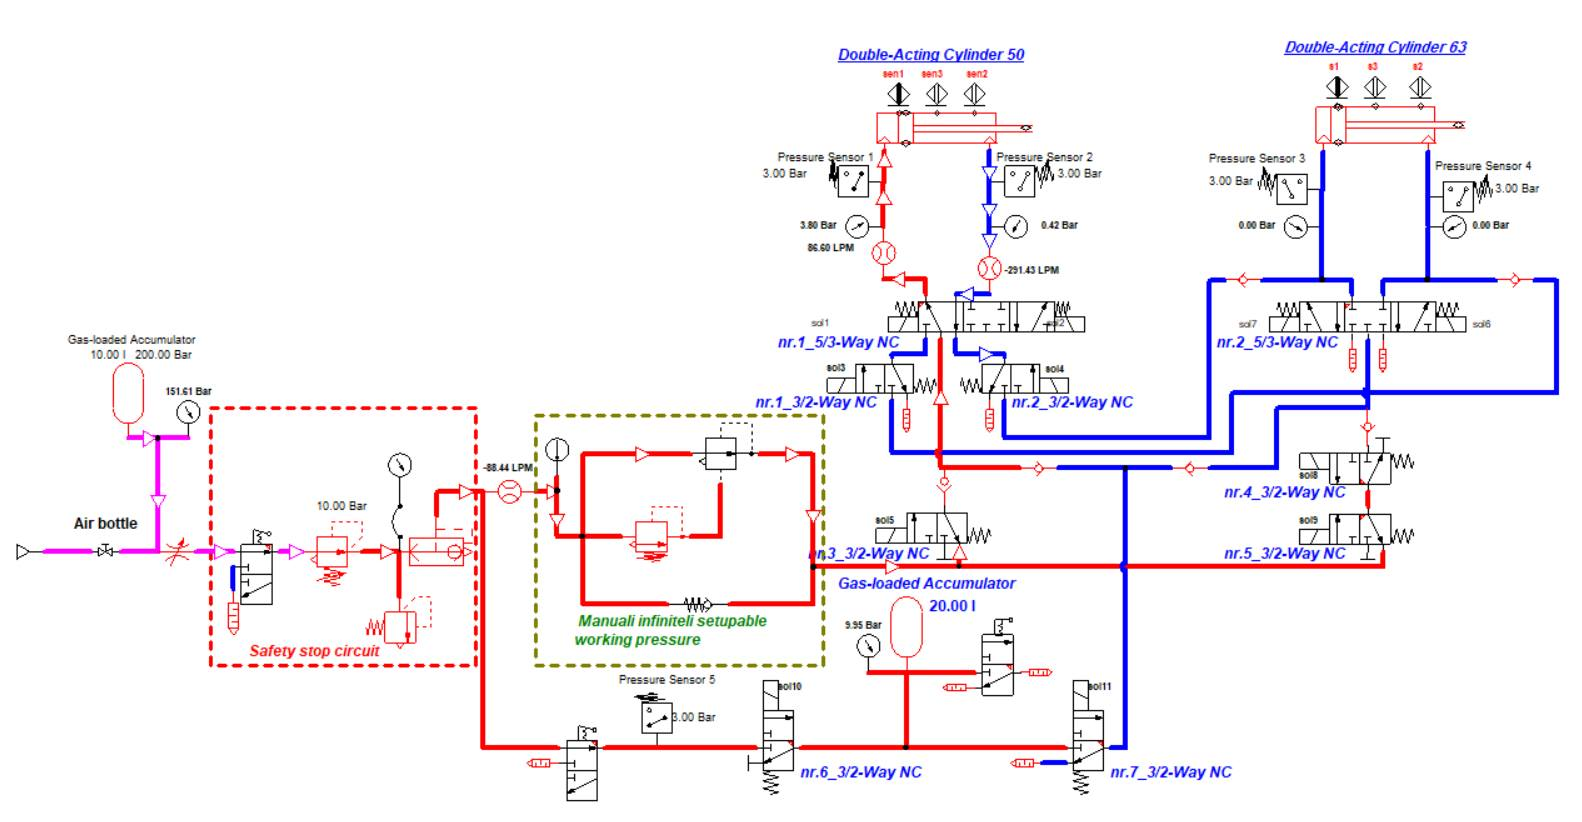 Double-Acting Cylinder 50
sen1
sen3
sen2
Double-Acting Cylinder 63
s1
s3
s2
Pressure Sensor 1
3.00 Bar
Pressure Sensor 2
3.00 Bar
Pressure Sensor 3
3.00 Bar
Pressure Sensor 4
3.00 Bar
3.80 Bar
0.42 Bar
0.00 Bar
0.00 Bar
86.60 LPM
-291.43 LPM
sol1
sol2
nr.1_5/3-Way NC
sol7
sol6
nr.2_5/3-Way NC
sol3
sol4
nr.1_3/2-Way NC
nr.2_3/2-Way NC
Gas-loaded Accumulator
10.00 l 200.00 Bar
151.61 Bar
Air bottle
10.00 Bar
Safety stop circuit
-88.44 LPM
Manuali infiniteli setupable
working pressure
sol5
nr.3_3/2-Way NC
sol8
nr.4_3/2-Way NC
sol9
nr.5_3/2-Way NC
Gas-loaded Accumulator
20.00 l
9.95 Bar
Pressure Sensor 5
3.00 Bar
sol10
nr.6_3/2-Way NC
sol11
nr.7_3/2-Way NC